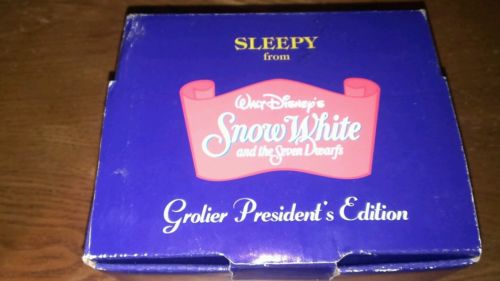 SLEEPY
from
Walt Disney's
Snow White
and the Seven Dwarfs
Grolier President's Edition